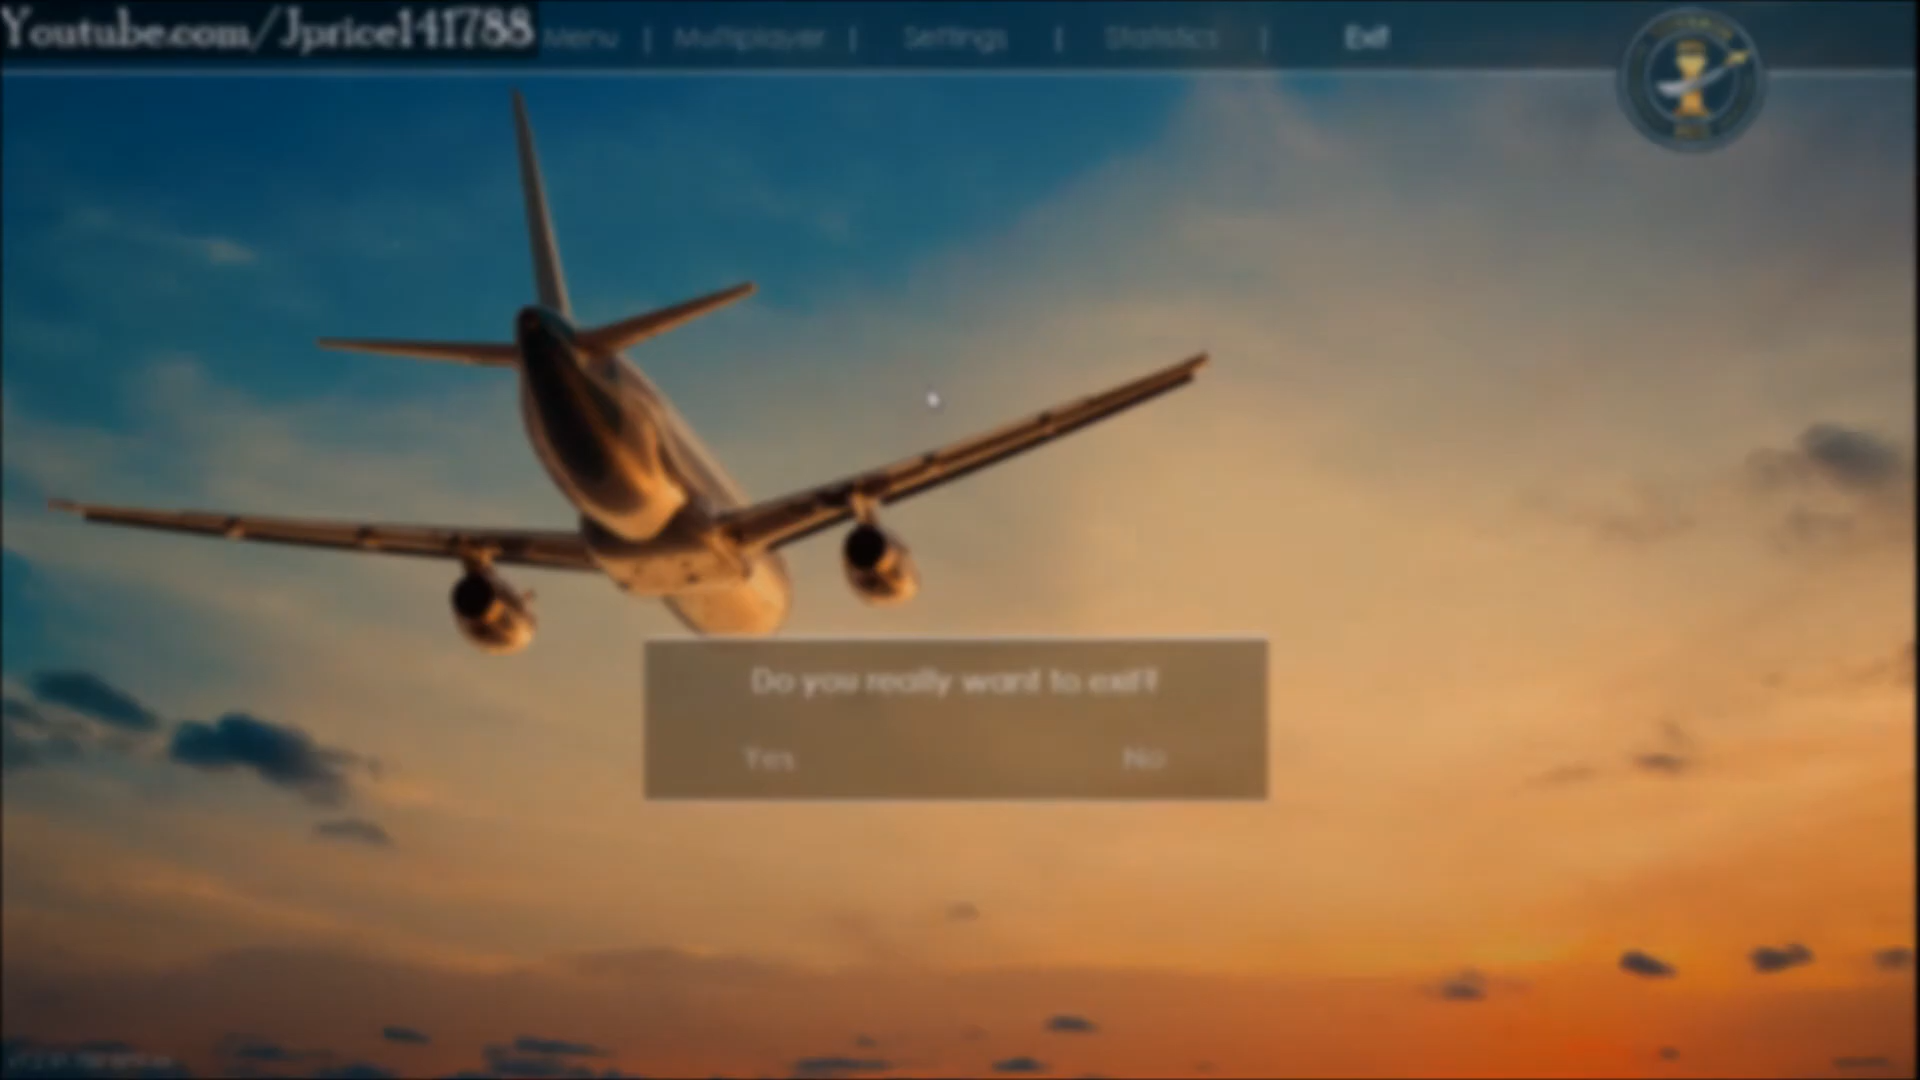 Youtube.com/Jprice141788
Menu | Multiplayer | Settings | Statistics | Exit
Do you really want to exit?
Yes No